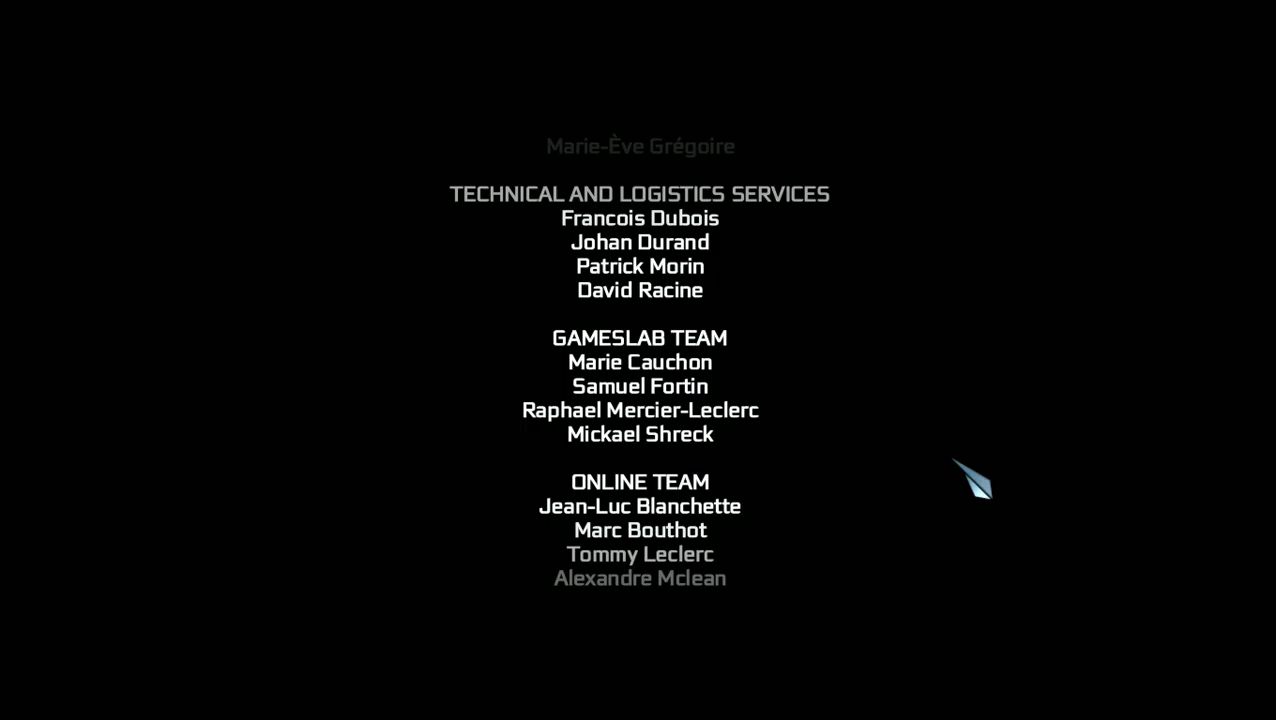 Marie-Ève Grégoire
TECHNICAL AND LOGISTICS SERVICES
Francois Dubois
Johan Durand
Patrick Morin
David Racine
GAMESLAB TEAM
Marie Cauchon
Samuel Fortin
Raphael Mercier-Leclerc
Mickael Shreck
ONLINE TEAM
Jean-Luc Blanchette
Marc Bouthot
Tommy Leclerc
Alexandre Mclean